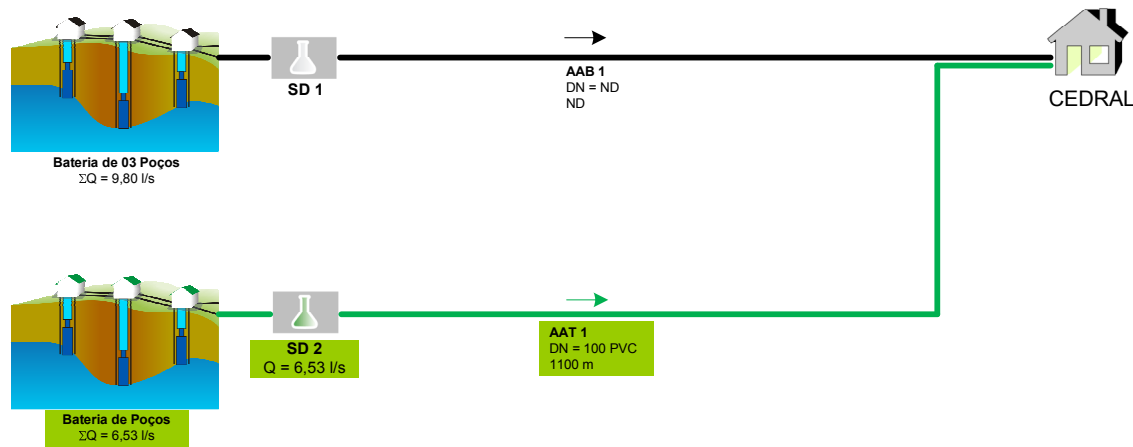 SD 1
AAB 1
DN = ND
ND
CEDRAL
Bateria de 03 Poços
ΣQ = 9,80 l/s
SD 2
Q = 6,53 l/s
AAT 1
DN = 100 PVC
1100 m
Bateria de Poços
ΣQ = 6,53 l/s